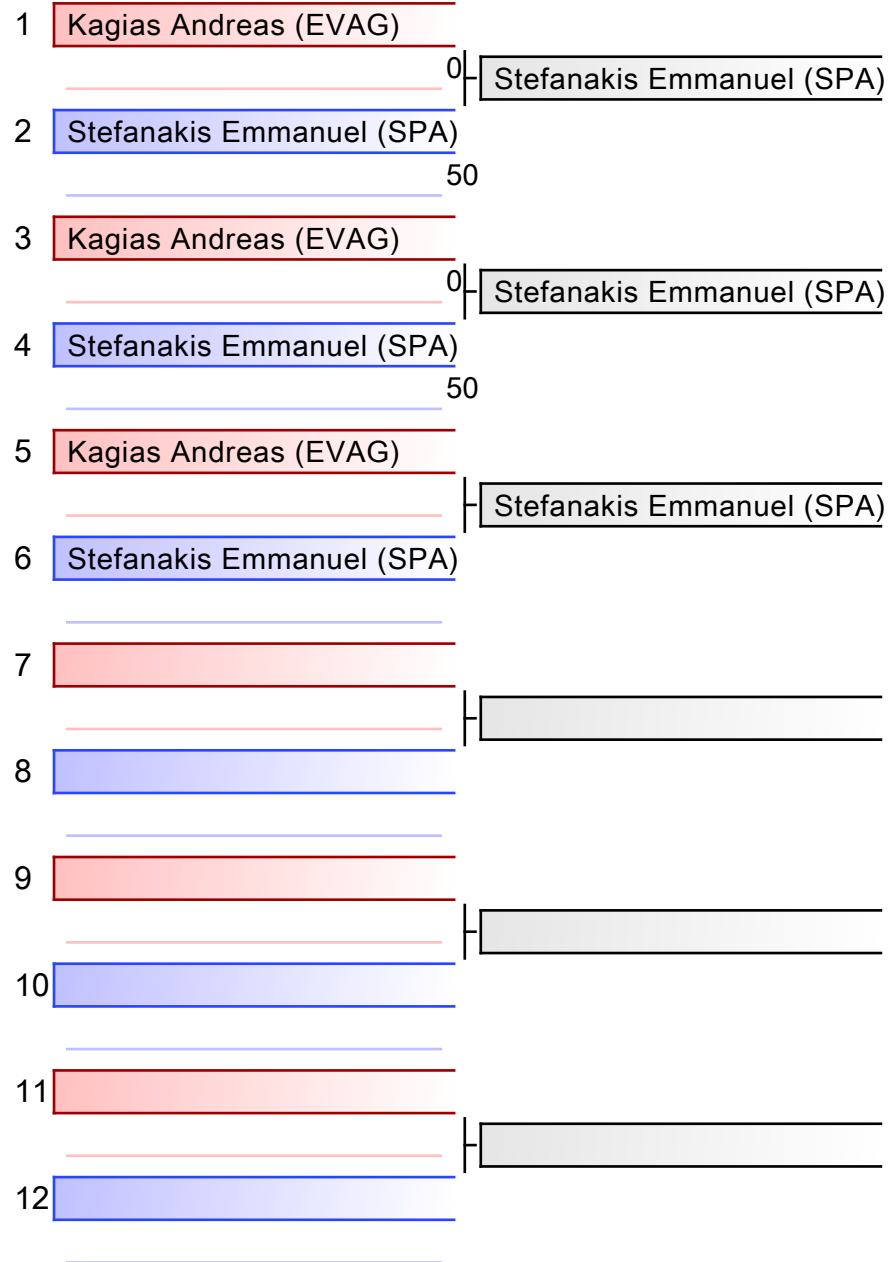 1 Kagias Andreas (EVAG)
0 Stefanakis Emmanuel (SPA)
2 Stefanakis Emmanuel (SPA)
50
3 Kagias Andreas (EVAG)
0 Stefanakis Emmanuel (SPA)
4 Stefanakis Emmanuel (SPA)
50
5 Kagias Andreas (EVAG)
Stefanakis Emmanuel (SPA)
6 Stefanakis Emmanuel (SPA)
7
8
9
10
11
12